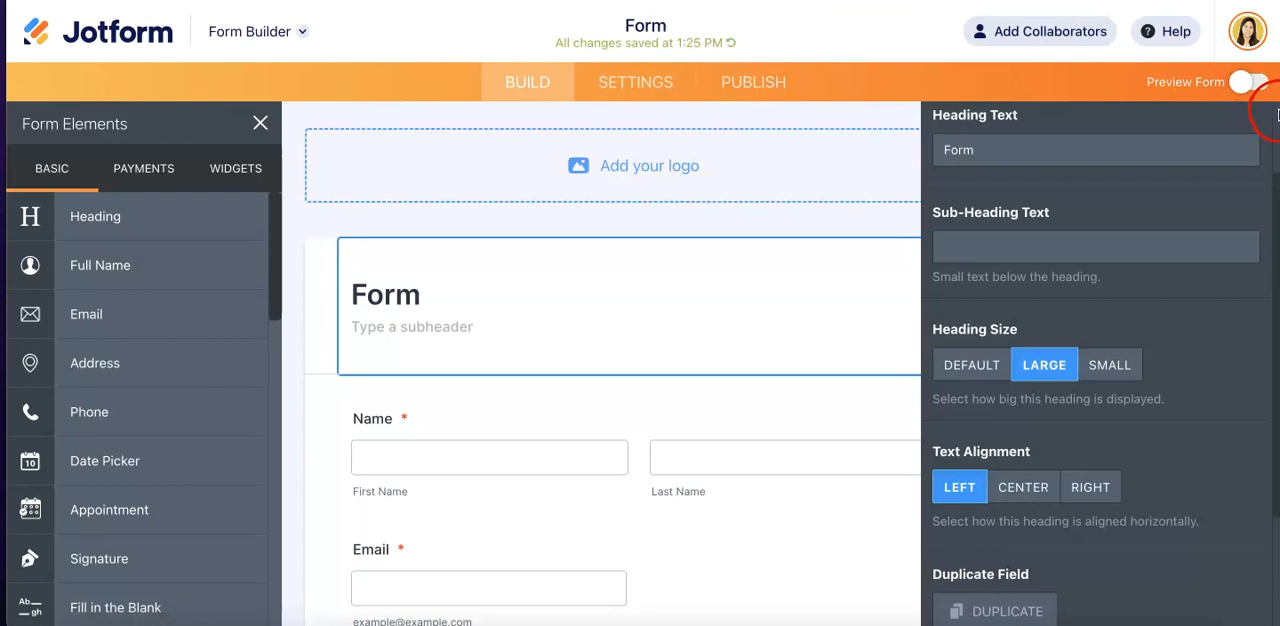 Jotform
Form Builder
Form
All changes saved at 1:25 PM
Add Collaborators
? Help
BUILD
SETTINGS
PUBLISH
Preview Form
Form Elements
BASIC
PAYMENTS
WIDGETS
H Heading
Full Name
Email
Address
Phone
10 Date Picker
Appointment
Signature
Ab gh Fill in the Blank
Add your logo
Form
Type a subheader
Name *
First Name
Last Name
Email *
example@example.com
Heading Text
Form
Sub-Heading Text
Small text below the heading.
Heading Size
DEFAULT LARGE SMALL
Select how big this heading is displayed.
Text Alignment
LEFT CENTER RIGHT
Select how this heading is aligned horizontally.
Duplicate Field
DUPLICATE